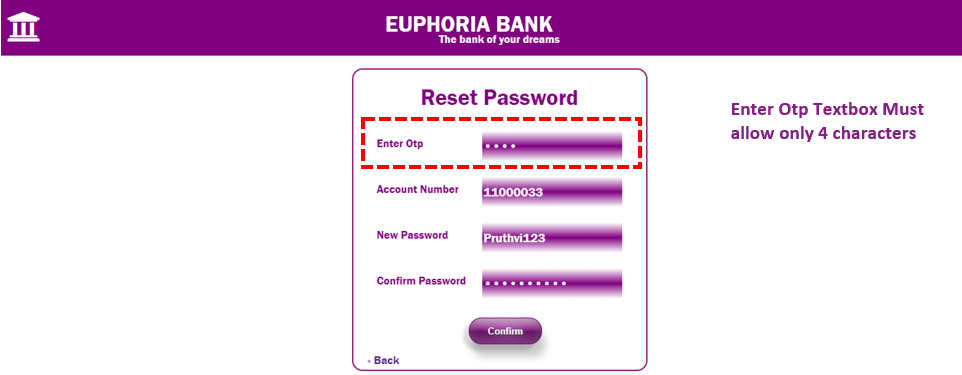 EUPHORIA BANK
The bank of your dreams
Reset Password
Enter Otp Textbox Must
allow only 4 characters
Enter Otp ••••
Account Number 11000033
New Password Pruthvi123
Confirm Password ••••••••••
Confirm
• Back